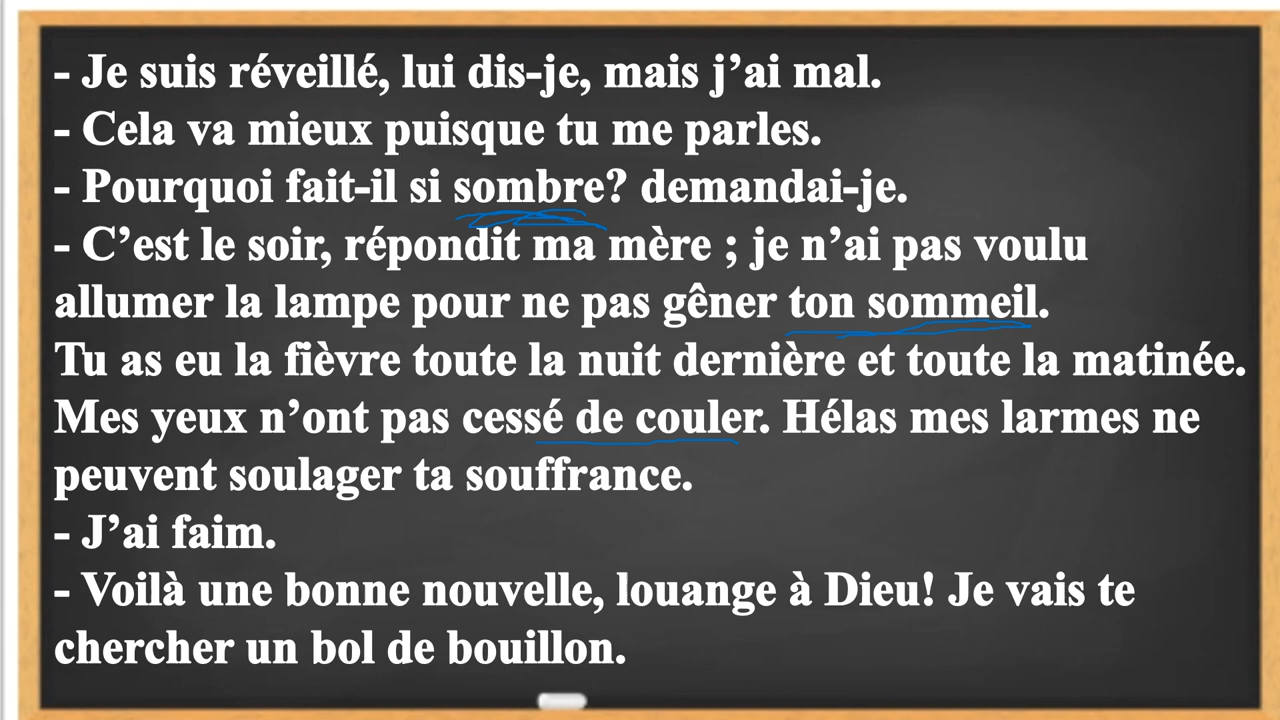 - Je suis réveillé, lui dis-je, mais j’ai mal.
- Cela va mieux puisque tu me parles.
- Pourquoi fait-il si sombre? demandai-je.
- C’est le soir, répondit ma mère ; je n’ai pas voulu
allumer la lampe pour ne pas gêner ton sommeil.
Tu as eu la fièvre toute la nuit dernière et toute la matinée.
Mes yeux n’ont pas cessé de couler. Hélas mes larmes ne
peuvent soulager ta souffrance.
- J’ai faim.
- Voilà une bonne nouvelle, louange à Dieu! Je vais te
chercher un bol de bouillon.